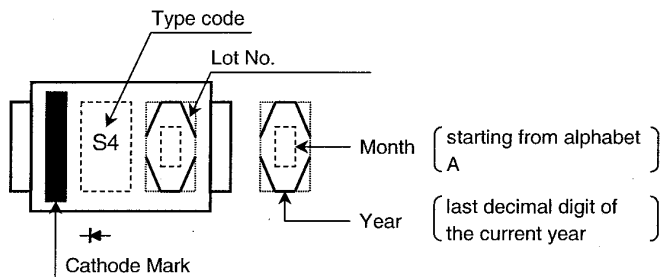 Type code
Lot No.
S4
Month
starting from alphabet
A
Year
last decimal digit of
the current year
Cathode Mark